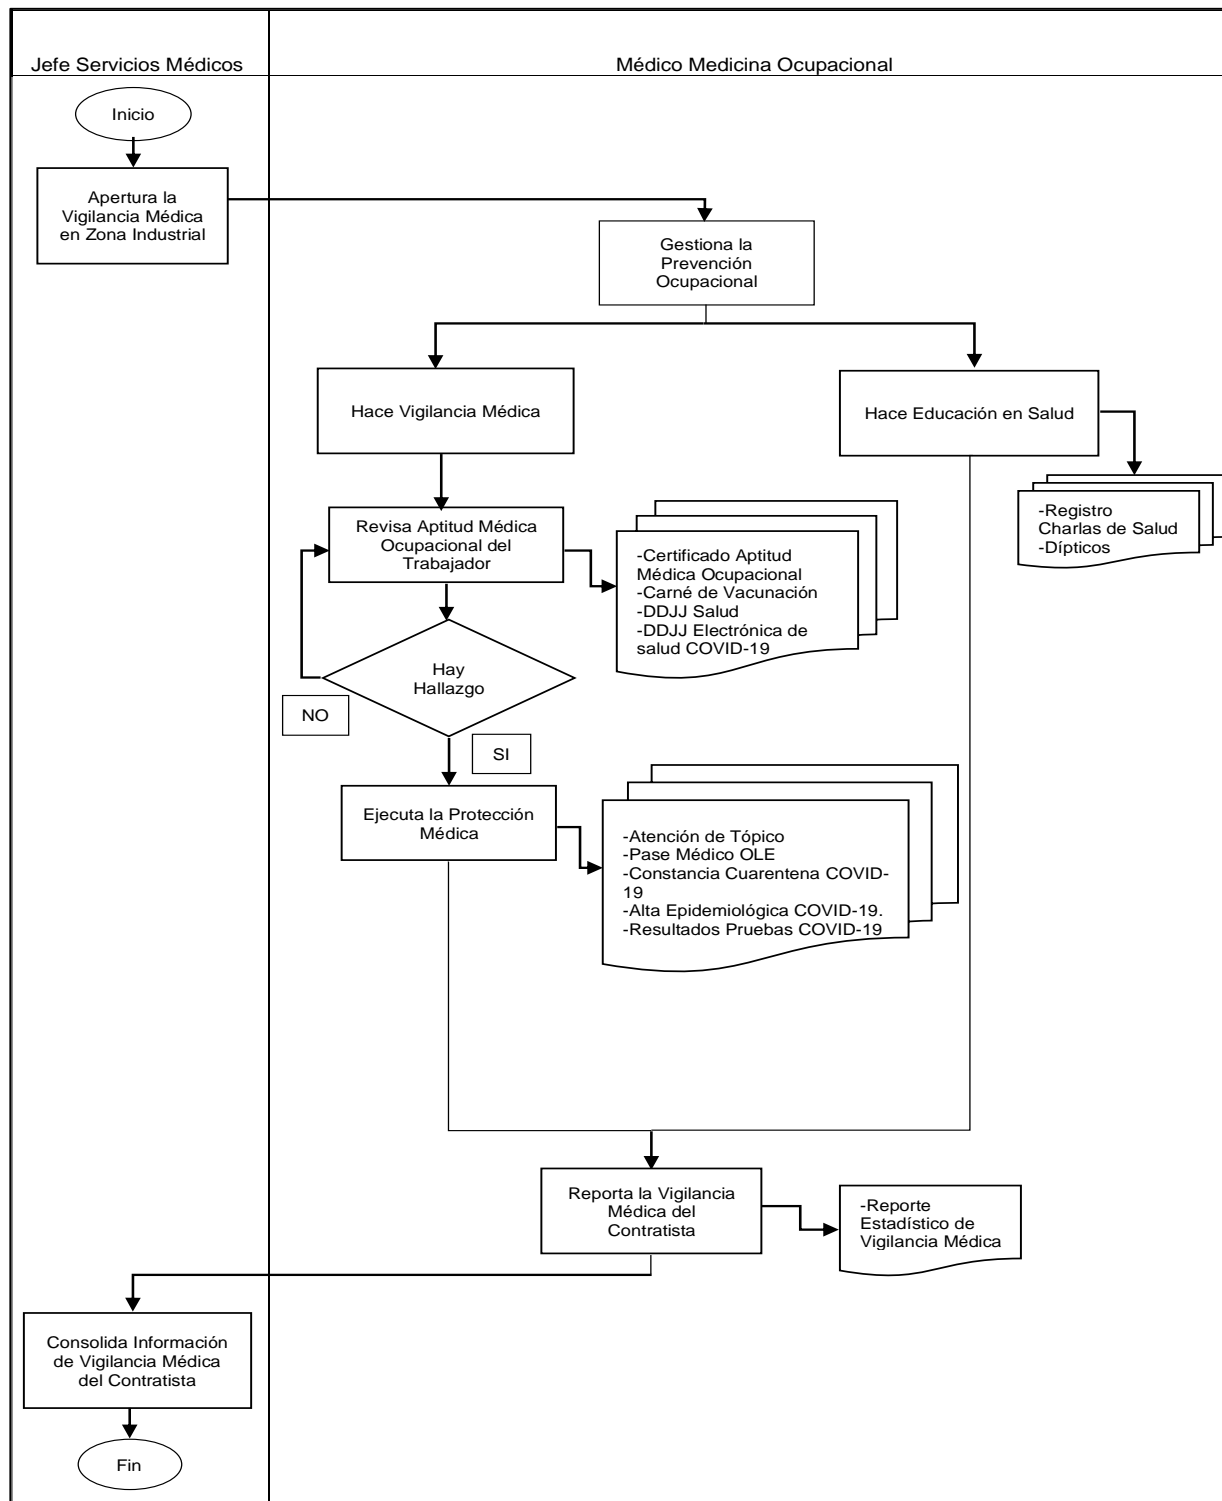 Jefe Servicios Médicos
Médico Medicina Ocupacional
Inicio
Apertura la
Vigilancia Médica
en Zona Industrial
Gestiona la
Prevención
Ocupacional
Hace Vigilancia Médica
Hace Educación en Salud
-Registro
Charlas de Salud
-Dípticos
Revisa Aptitud Médica
Ocupacional del
Trabajador
-Certificado Aptitud
Médica Ocupacional
-Carné de Vacunación
-DDJJ Salud
-DDJJ Electrónica de
salud COVID-19
Hay
Hallazgo
NO
SI
Ejecuta la Protección
Médica
-Atención de Tópico
-Pase Médico OLE
-Constancia Cuarentena COVID-
19
-Alta Epidemiológica COVID-19.
-Resultados Pruebas COVID-19
Reporta la Vigilancia
Médica del
Contratista
-Reporte
Estadístico de
Vigilancia Médica
Consolida Información
de Vigilancia Médica
del Contratista
Fin